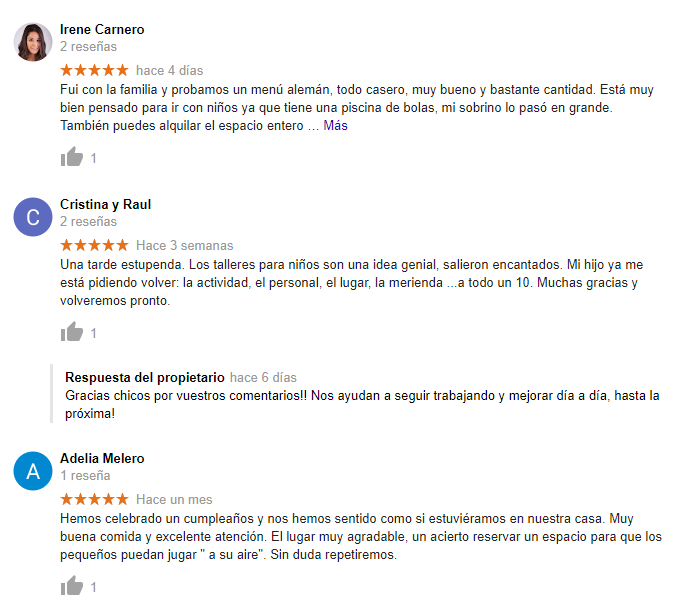 Irene Carnero
2 reseñas
★★★★★ hace 4 días
Fui con la familia y probamos un menú alemán, todo casero, muy bueno y bastante cantidad. Está muy
bien pensado para ir con niños ya que tiene una piscina de bolas, mi sobrino lo pasó en grande.
También puedes alquilar el espacio entero ... Más
1
C
Cristina y Raul
2 reseñas
★★★★★ Hace 3 semanas
Una tarde estupenda. Los talleres para niños son una idea genial, salieron encantados. Mi hijo ya me
está pidiendo volver: la actividad, el personal, el lugar, la merienda ...a todo un 10. Muchas gracias y
volveremos pronto.
1
Respuesta del propietario hace 6 días
Gracias chicos por vuestros comentarios!! Nos ayudan a seguir trabajando y mejorar día a día, hasta la
próxima!
A
Adelia Melero
1 reseña
★★★★★ Hace un mes
Hemos celebrado un cumpleaños y nos hemos sentido como si estuviéramos en nuestra casa. Muy
buena comida y excelente atención. El lugar muy agradable, un acierto reservar un espacio para que los
pequeños puedan jugar " a su aire". Sin duda repetiremos.
1